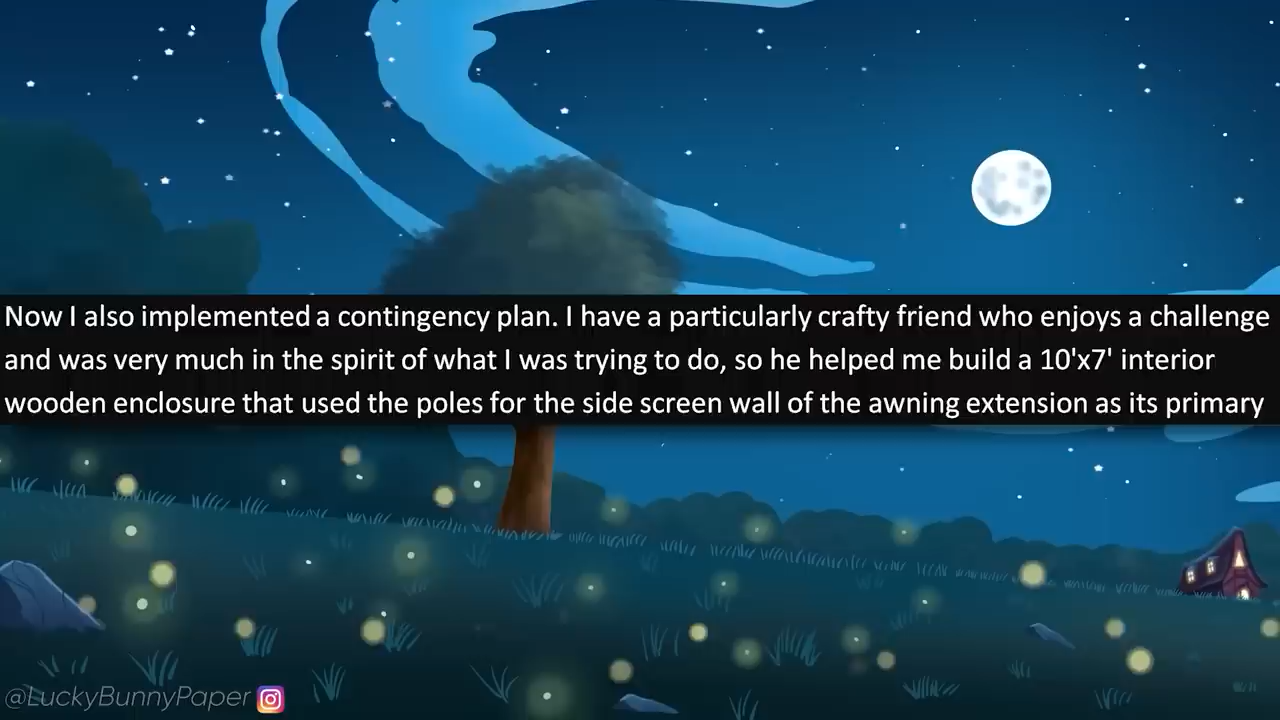 Now I also implemented a contingency plan. I have a particularly crafty friend who enjoys a challenge
and was very much in the spirit of what I was trying to do, so he helped me build a 10'x7' interior
wooden enclosure that used the poles for the side screen wall of the awning extension as its primary
@LuckyBunnyPaper